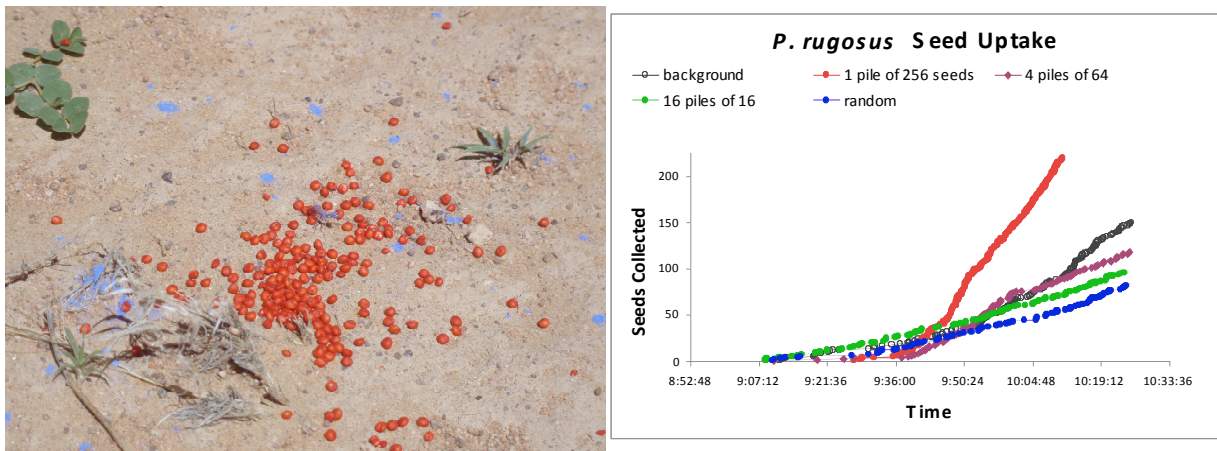 P. rugosus Seed Uptake
background
1 pile of 256 seeds
4 piles of 64
16 piles of 16
random
200
150
100
50
0
Seeds Collected
8:52:48 9:07:12 9:21:36 9:36:00 9:50:24 10:04:48 10:19:12 10:33:36
Time